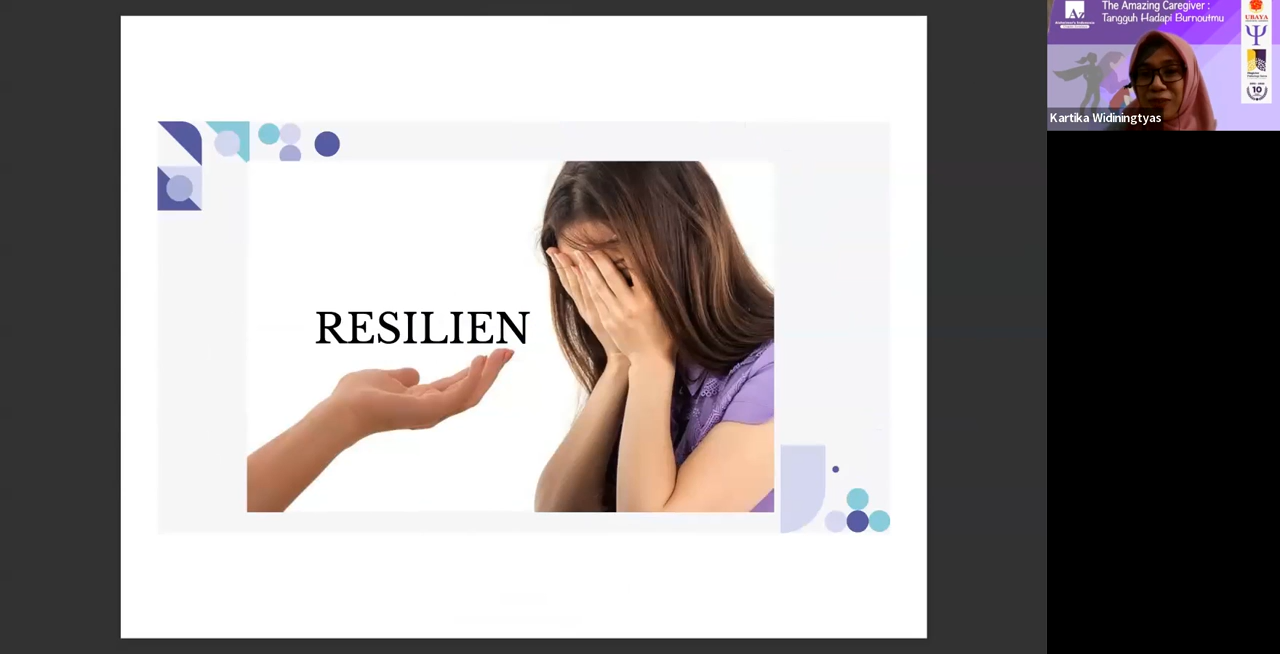 RESILIEN
The Amazing Caregiver :
Tangguh Hadapi Burnoutmu
UBAYA
Kartika Widiningtyas